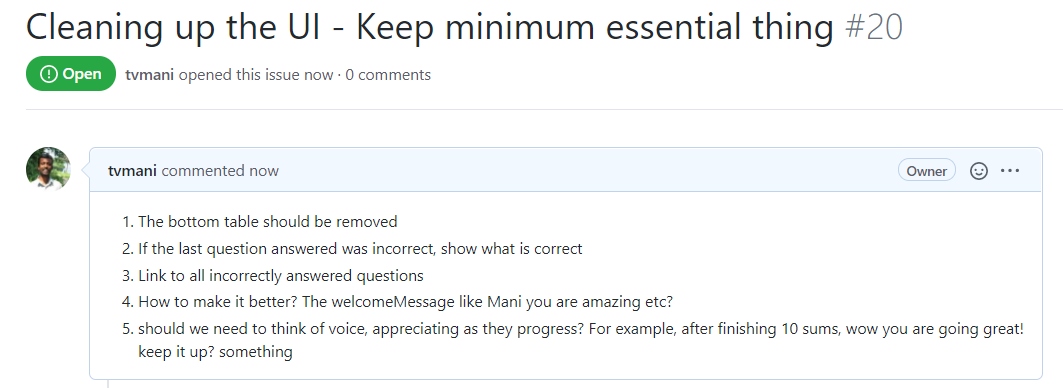 Cleaning up the UI - Keep minimum essential thing #20
Open tvmani opened this issue now · 0 comments
tvmani commented now Owner
1. The bottom table should be removed
2. If the last question answered was incorrect, show what is correct
3. Link to all incorrectly answered questions
4. How to make it better? The welcomeMessage like Mani you are amazing etc?
5. should we need to think of voice, appreciating as they progress? For example, after finishing 10 sums, wow you are going great!
keep it up? something